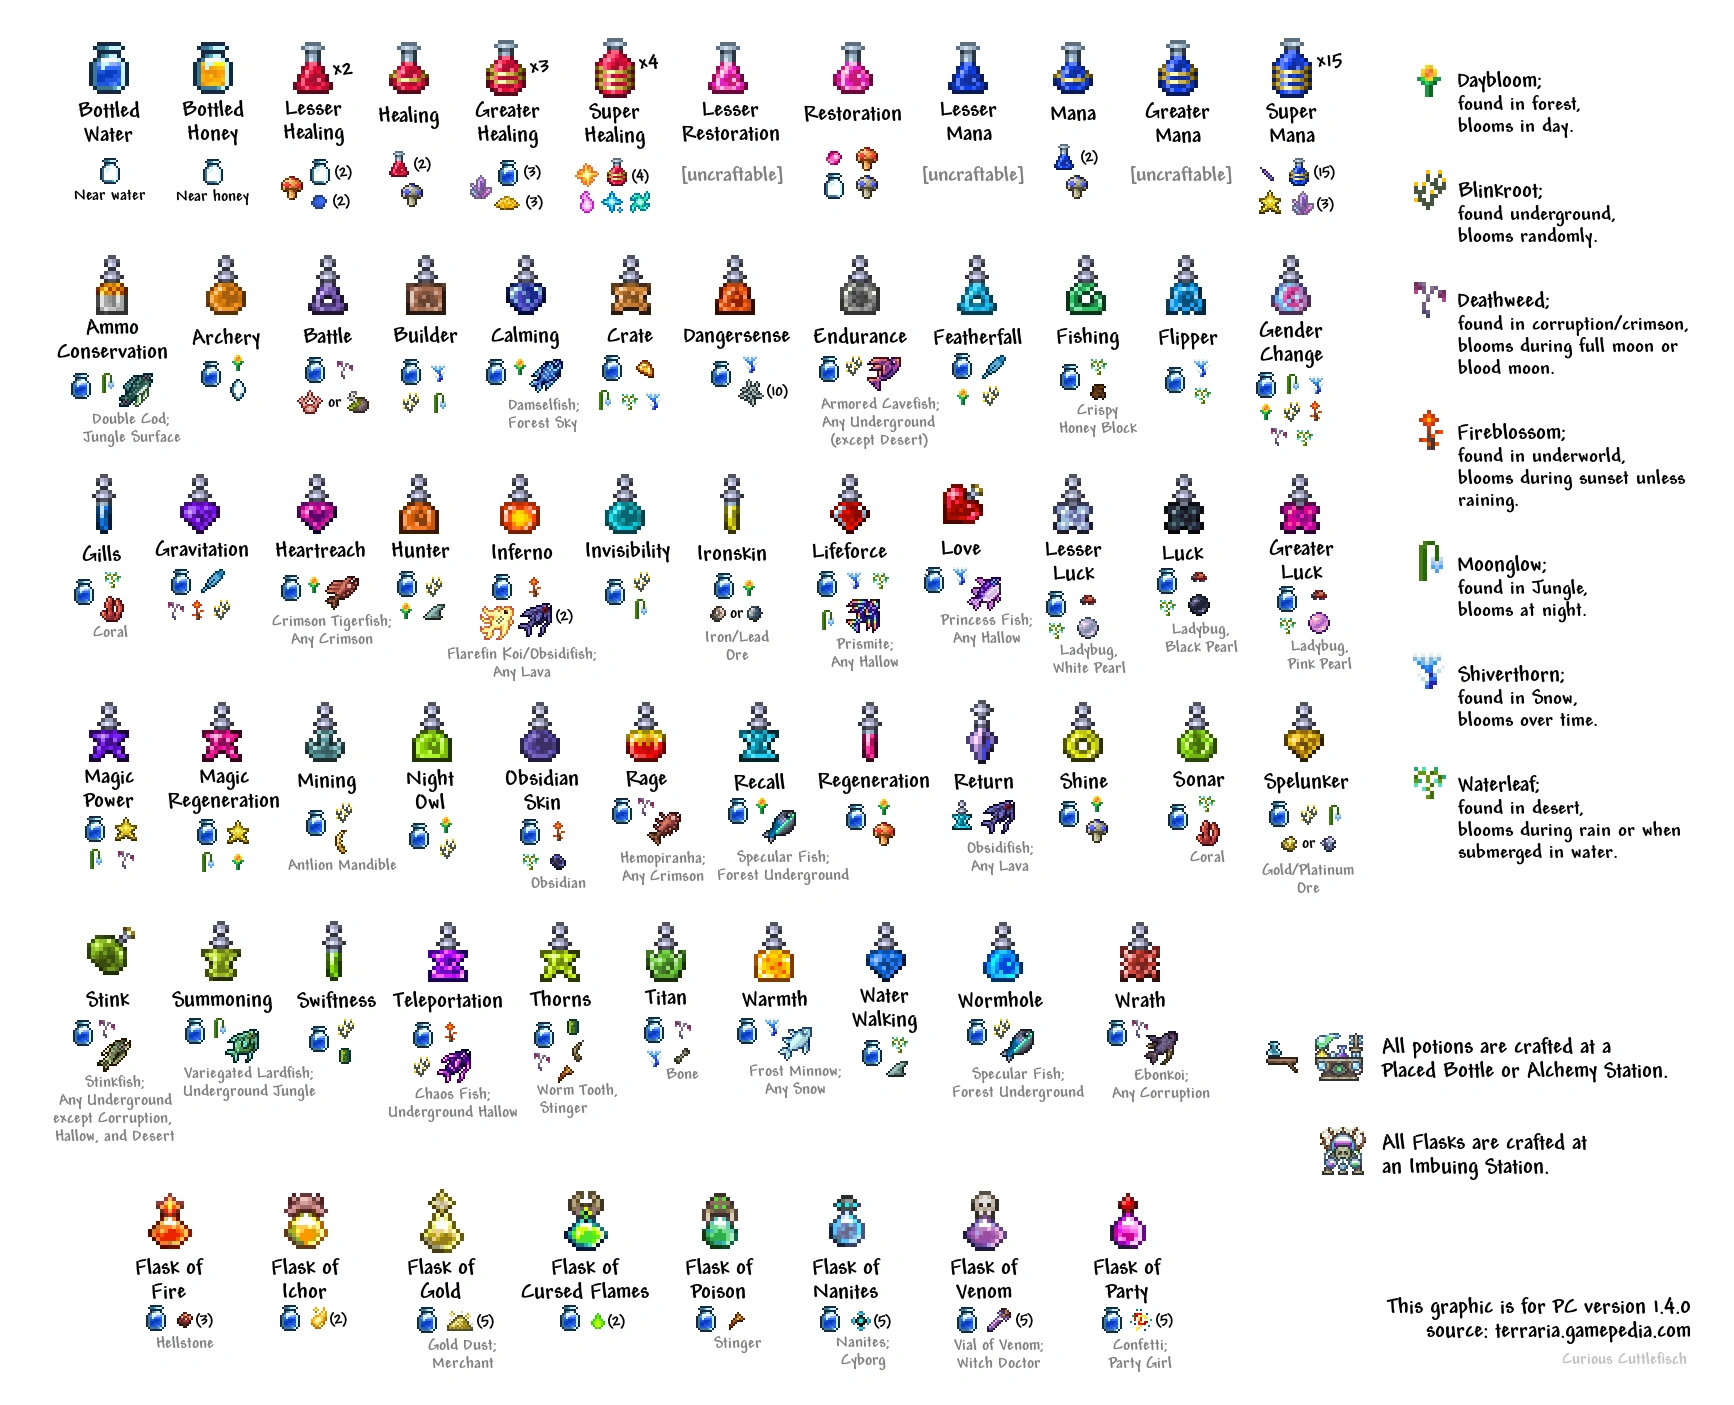 x2
x3
x4
x15
Bottled
Water
Bottled
Honey
Lesser
Healing
Healing
Greater
Healing
Super
Healing
Lesser
Restoration
Restoration
Lesser
Mana
Mana
Greater
Mana
Super
Mana
Near water
Near honey
(2)
(2)
(2)
(3)
(3)
(4)
[uncraftable]
[uncraftable]
(2)
[uncraftable]
(15)
(3)
Ammo
Conservation
Double Cod;
Jungle Surface
Archery
Battle
or
Builder
Calming
Damselfish;
Forest Sky
Crate
Dangersense
(10)
Endurance
Armored Cavefish;
Any Underground
(except Desert)
Featherfall
Fishing
Crispy
Honey Block
Flipper
Gender
Change
Gills
Coral
Gravitation
Heartreach
Crimson Tigerfish;
Any Crimson
Hunter
Inferno
(2)
Flarefin Koi/Obsidifish;
Any Lava
Invisibility
Ironskin
or
Iron/Lead
Ore
Lifeforce
Prismite;
Any Hallow
Love
Princess Fish;
Any Hallow
Lesser
Luck
Ladybug,
White Pearl
Luck
Ladybug,
Black Pearl
Greater
Luck
Ladybug,
Pink Pearl
Magic
Power
Magic
Regeneration
Mining
Antlion Mandible
Night
Owl
Obsidian
Skin
Obsidian
Rage
Hemopiranha;
Any Crimson
Recall
Specular Fish;
Forest Underground
Regeneration
Return
Obsidifish;
Any Lava
Shine
Sonar
Coral
Spelunker
or
Gold/Platinum
Ore
Stink
Stinkfish;
Any Underground
except Corruption,
Hallow, and Desert
Summoning
Variegated Lardfish;
Underground Jungle
Swiftness
Teleportation
Chaos Fish;
Underground Hallow
Thorns
Worm Tooth,
Stinger
Titan
Bone
Warmth
Frost Minnow;
Any Snow
Water
Walking
Wormhole
Specular Fish;
Forest Underground
Wrath
Ebonkoi;
Any Corruption
Flask of
Fire
(3)
Hellstone
Flask of
Ichor
(2)
Flask of
Gold
(5)
Gold Dust;
Merchant
Flask of
Cursed Flames
(2)
Flask of
Poison
Stinger
Flask of
Nanites
(5)
Nanites;
Cyborg
Flask of
Venom
(5)
Vial of Venom;
Witch Doctor
Flask of
Party
(5)
Confetti;
Party Girl
Daybloom;
found in forest,
blooms in day.
Blinkroot;
found underground,
blooms randomly.
Deathweed;
found in corruption/crimson,
blooms during full moon or
blood moon.
Fireblossom;
found in underworld,
blooms during sunset unless
raining.
Moonglow;
found in Jungle,
blooms at night.
Shiverthorn;
found in Snow,
blooms over time.
Waterleaf;
found in desert,
blooms during rain or when
submerged in water.
All potions are crafted at a
Placed Bottle or Alchemy Station.
All Flasks are crafted at
an Imbuing Station.
This graphic is for PC version 1.4.0
source: terraria.gamepedia.com
Curious Cuttlefisch